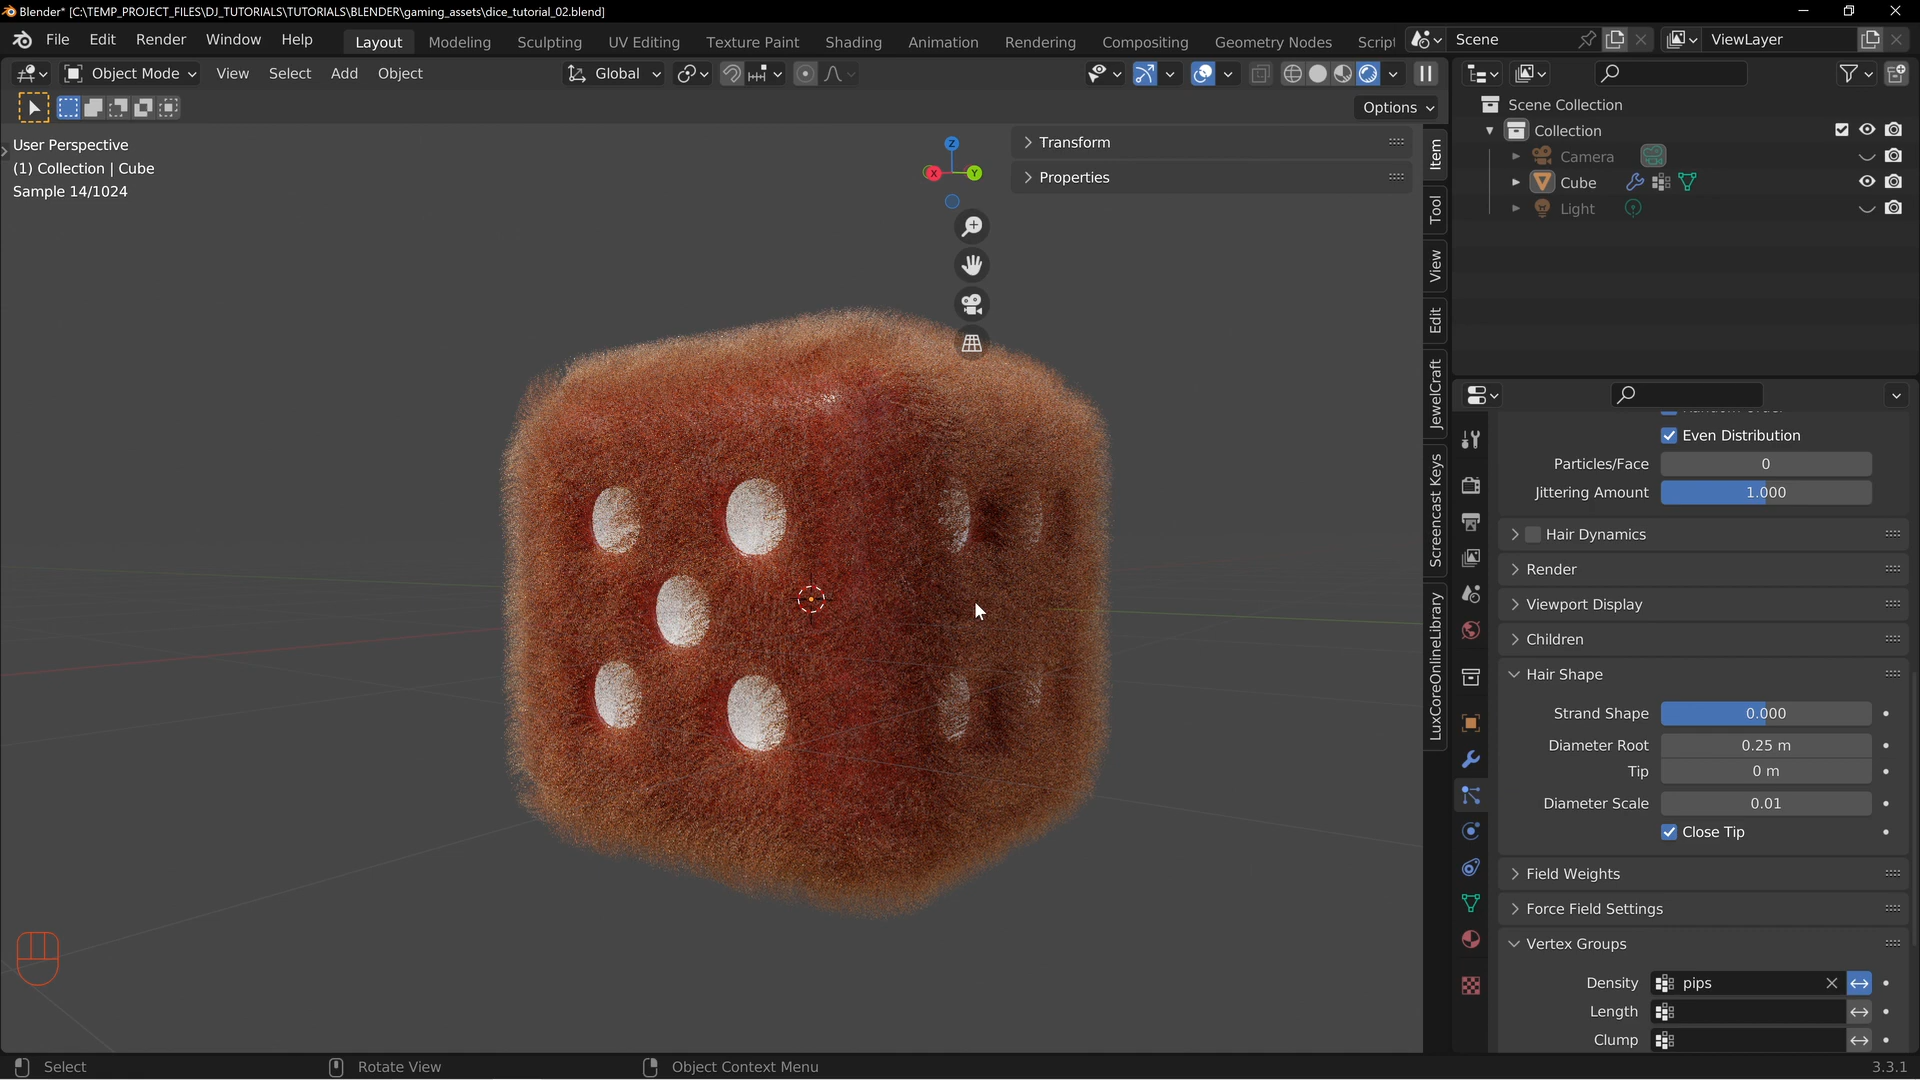 Blender* [C:\TEMP_PROJECT_FILES\DJ_TUTORIALS\TUTORIALS\BLENDER\gaming_assets\dice_tutorial_02.blend]
File Edit Render Window Help Layout Modeling Sculpting UV Editing Texture Paint Shading Animation Rendering Compositing Geometry Nodes Script Scene ViewLayer
Object Mode View Select Add Object Global
Options
User Perspective
(1) Collection | Cube
Sample 14/1024
Z
X
Y
Transform
Properties
Item
Tool
View
Edit
JewelCraft
Screencast Keys
LuxCoreOnlineLibrary
Scene Collection
Collection
Camera
Cube
Light
Even Distribution
Particles/Face 0
Jittering Amount 1.000
Hair Dynamics
Render
Viewport Display
Children
Hair Shape
Strand Shape 0.000
Diameter Root 0.25 m
Tip 0 m
Diameter Scale 0.01
Close Tip
Field Weights
Force Field Settings
Vertex Groups
Density pips
Length
Clump
Select Rotate View Object Context Menu 3.3.1